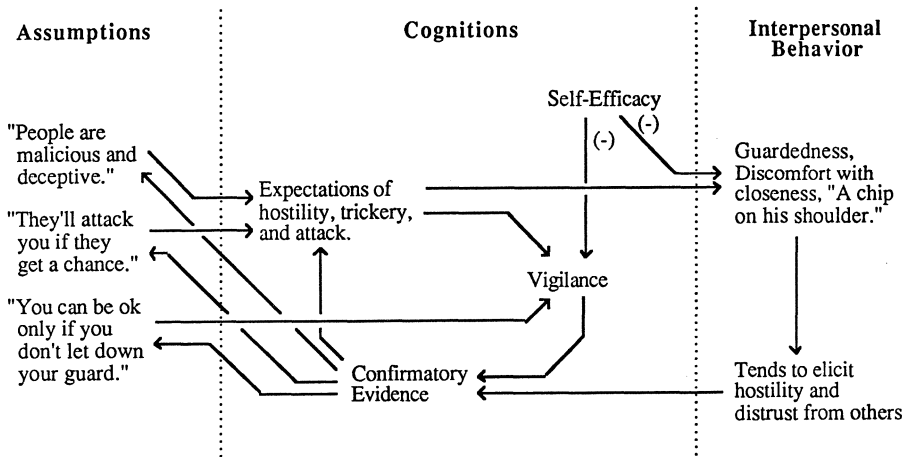 Assumptions
Cognitions
Interpersonal
Behavior
Self-Efficacy
(-)
(-)
"People are
malicious and
deceptive."
"They'll attack
you if they
get a chance."
"You can be ok
only if you
don't let down
your guard."
Expectations of
hostility, trickery,
and attack.
Vigilance
Confirmatory
Evidence
Guardedness,
Discomfort with
closeness, "A chip
on his shoulder."
Tends to elicit
hostility and
distrust from others